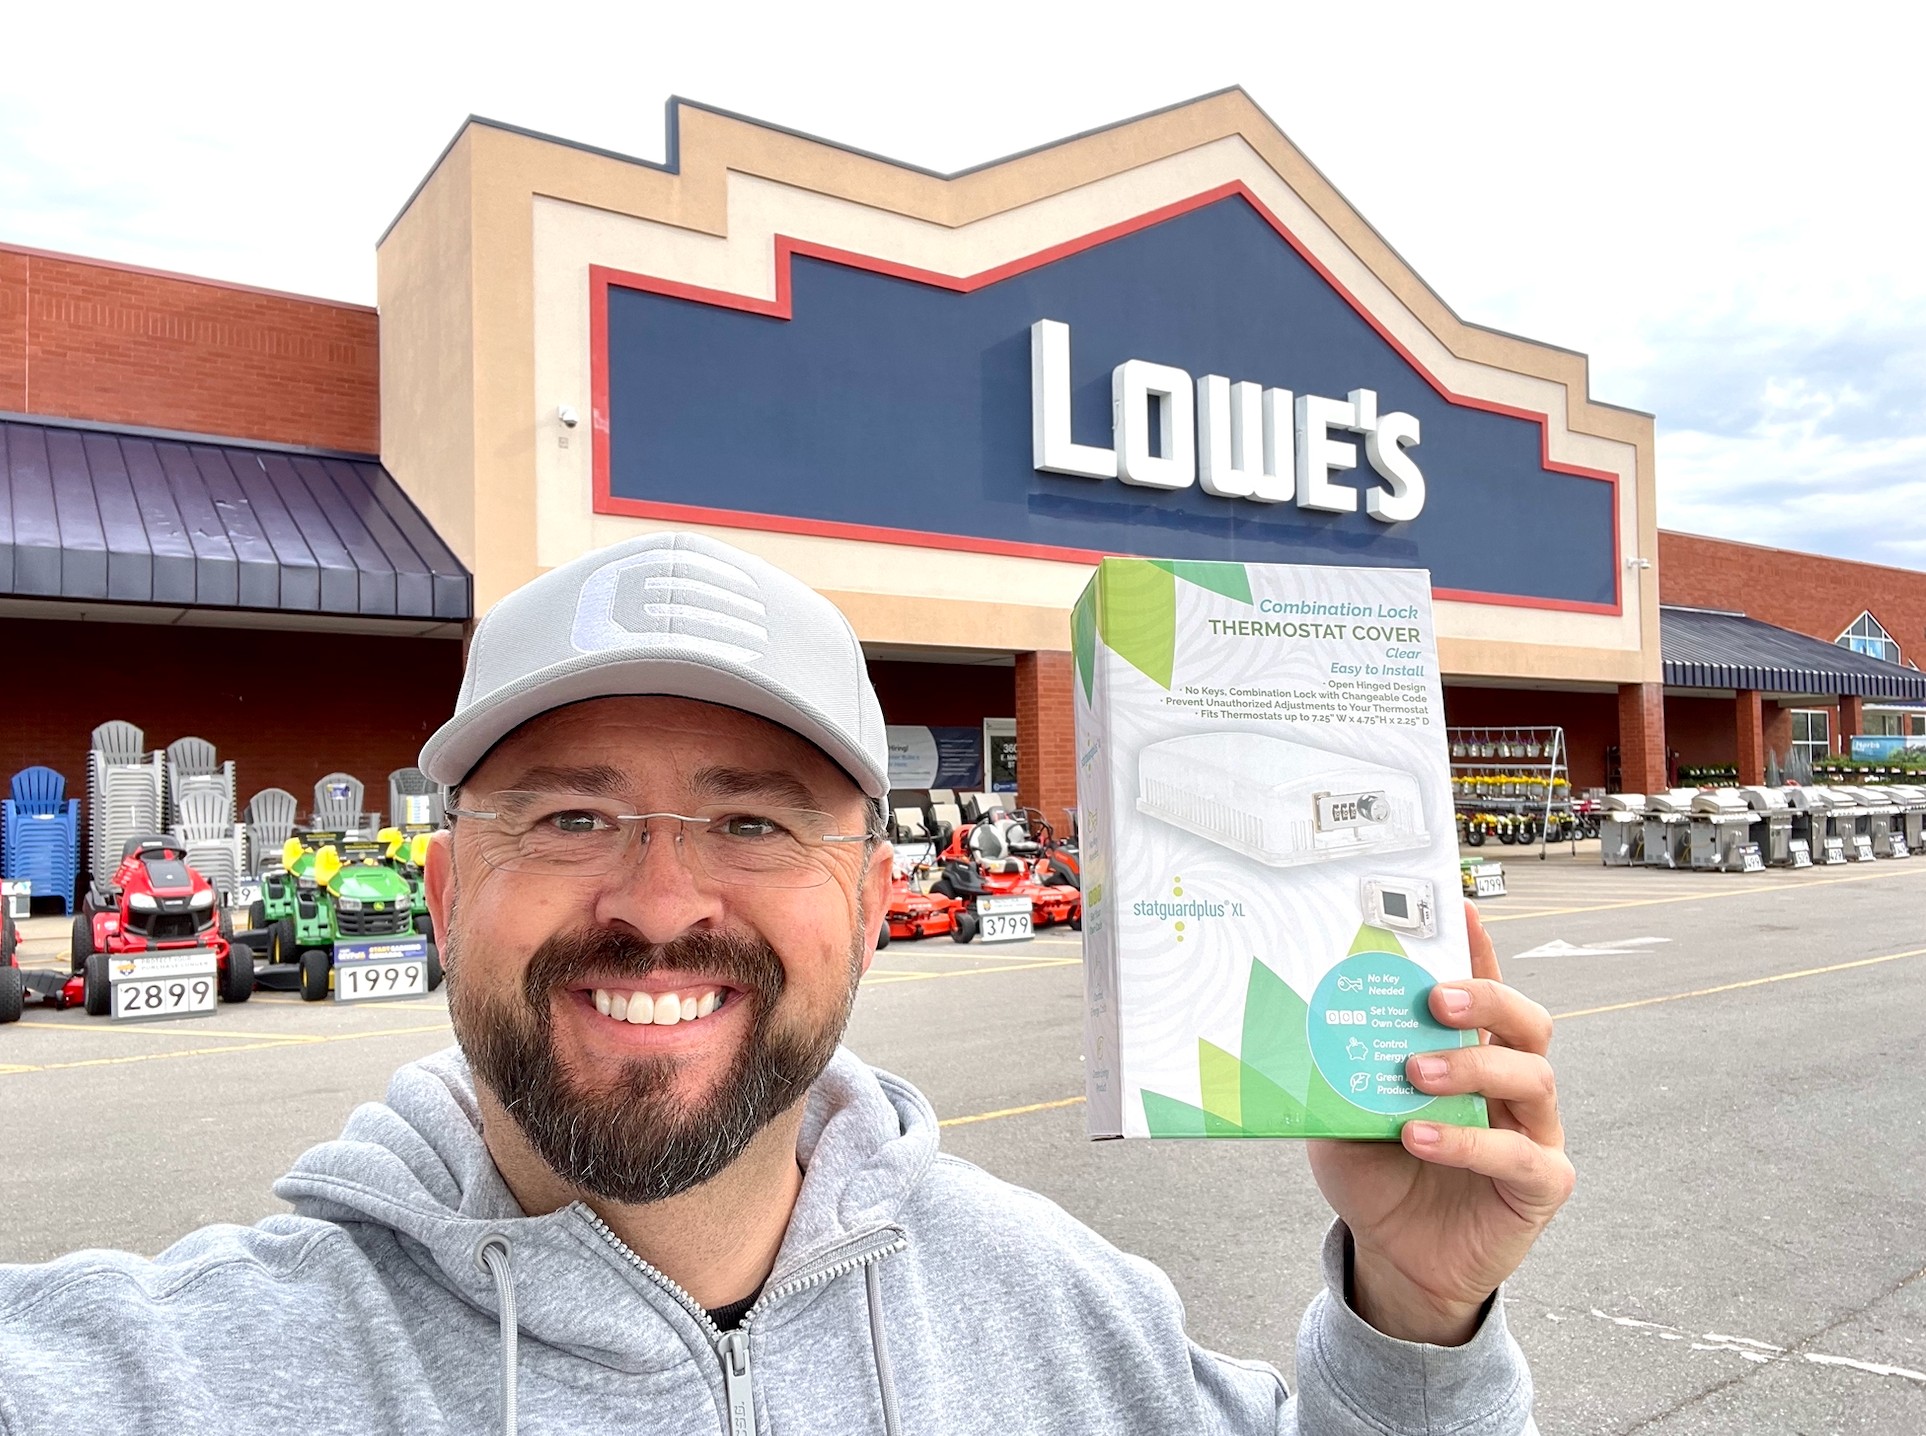 LOWE'S
Combination Lock
THERMOSTAT COVER
Clear
Easy to Install
• Open Hinged Design
• No Keys, Combination Lock with Changeable Code
• Prevent Unauthorized Adjustments to Your Thermostat
• Fits Thermostats up to 7.25" W x 4.75"H x 2.25" D
statguardplus® XL
No Key
Needed
Set Your
Own Code
Control
Energy
Green
Product
2899
1999
3799
4799